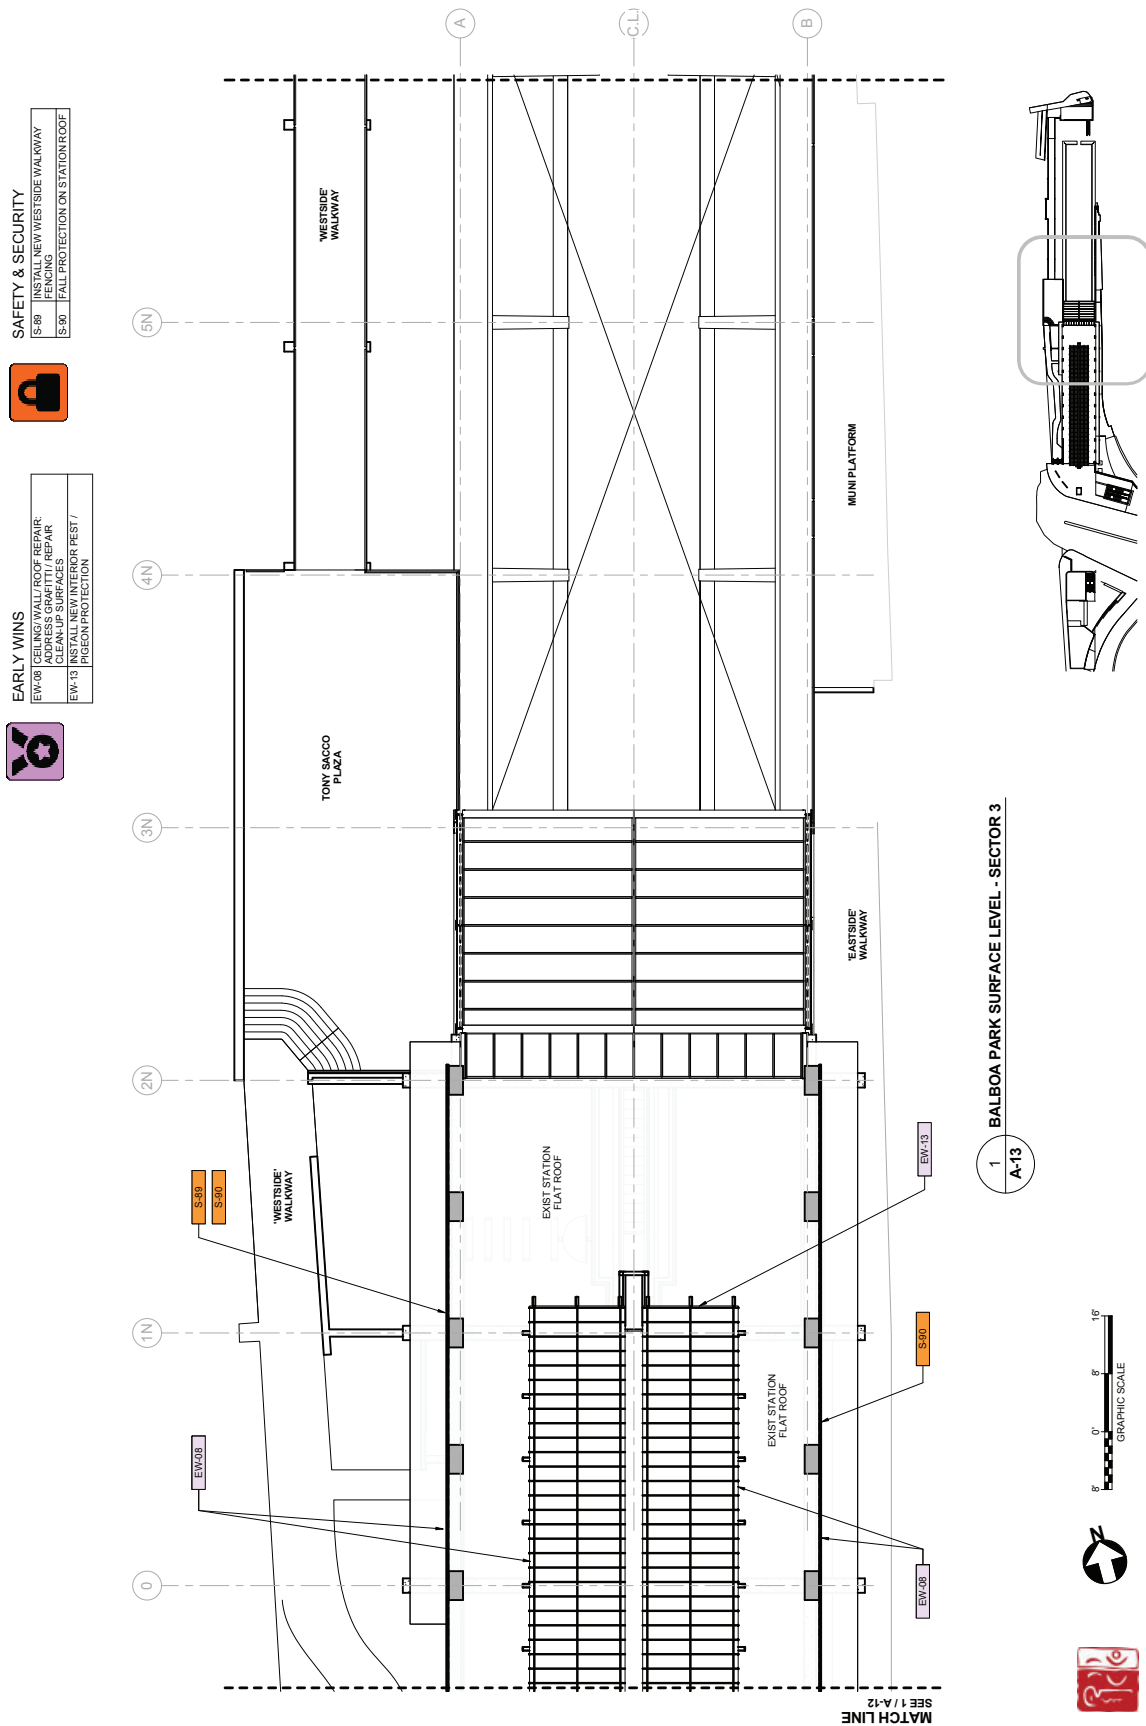 EARLY WINS
EW-08 CEILING/ WALL/ ROOF REPAIR:
ADDRESS GRAFITTI / REPAIR
CLEAN-UP SURFACES
EW-13 INSTALL NEW INTERIOR PEST /
PIGEON PROTECTION
SAFETY & SECURITY
S-89 INSTALL NEW WESTSIDE WALKWAY
FENCING
S-90 FALL PROTECTION ON STATION ROOF
0
1N
2N
3N
4N
5N
A
C.L.
B
EW-08
S-89
S-90
'WESTSIDE'
WALKWAY
TONY SACCO
PLAZA
'WESTSIDE'
WALKWAY
EXIST STATION
FLAT ROOF
EXIST STATION
FLAT ROOF
'EASTSIDE'
WALKWAY
MUNI PLATFORM
EW-08
S-90
EW-13
MATCH LINE
SEE 1 / A-12
1
A-13
BALBOA PARK SURFACE LEVEL - SECTOR 3
N
8' 0' 8' 16'
GRAPHIC SCALE